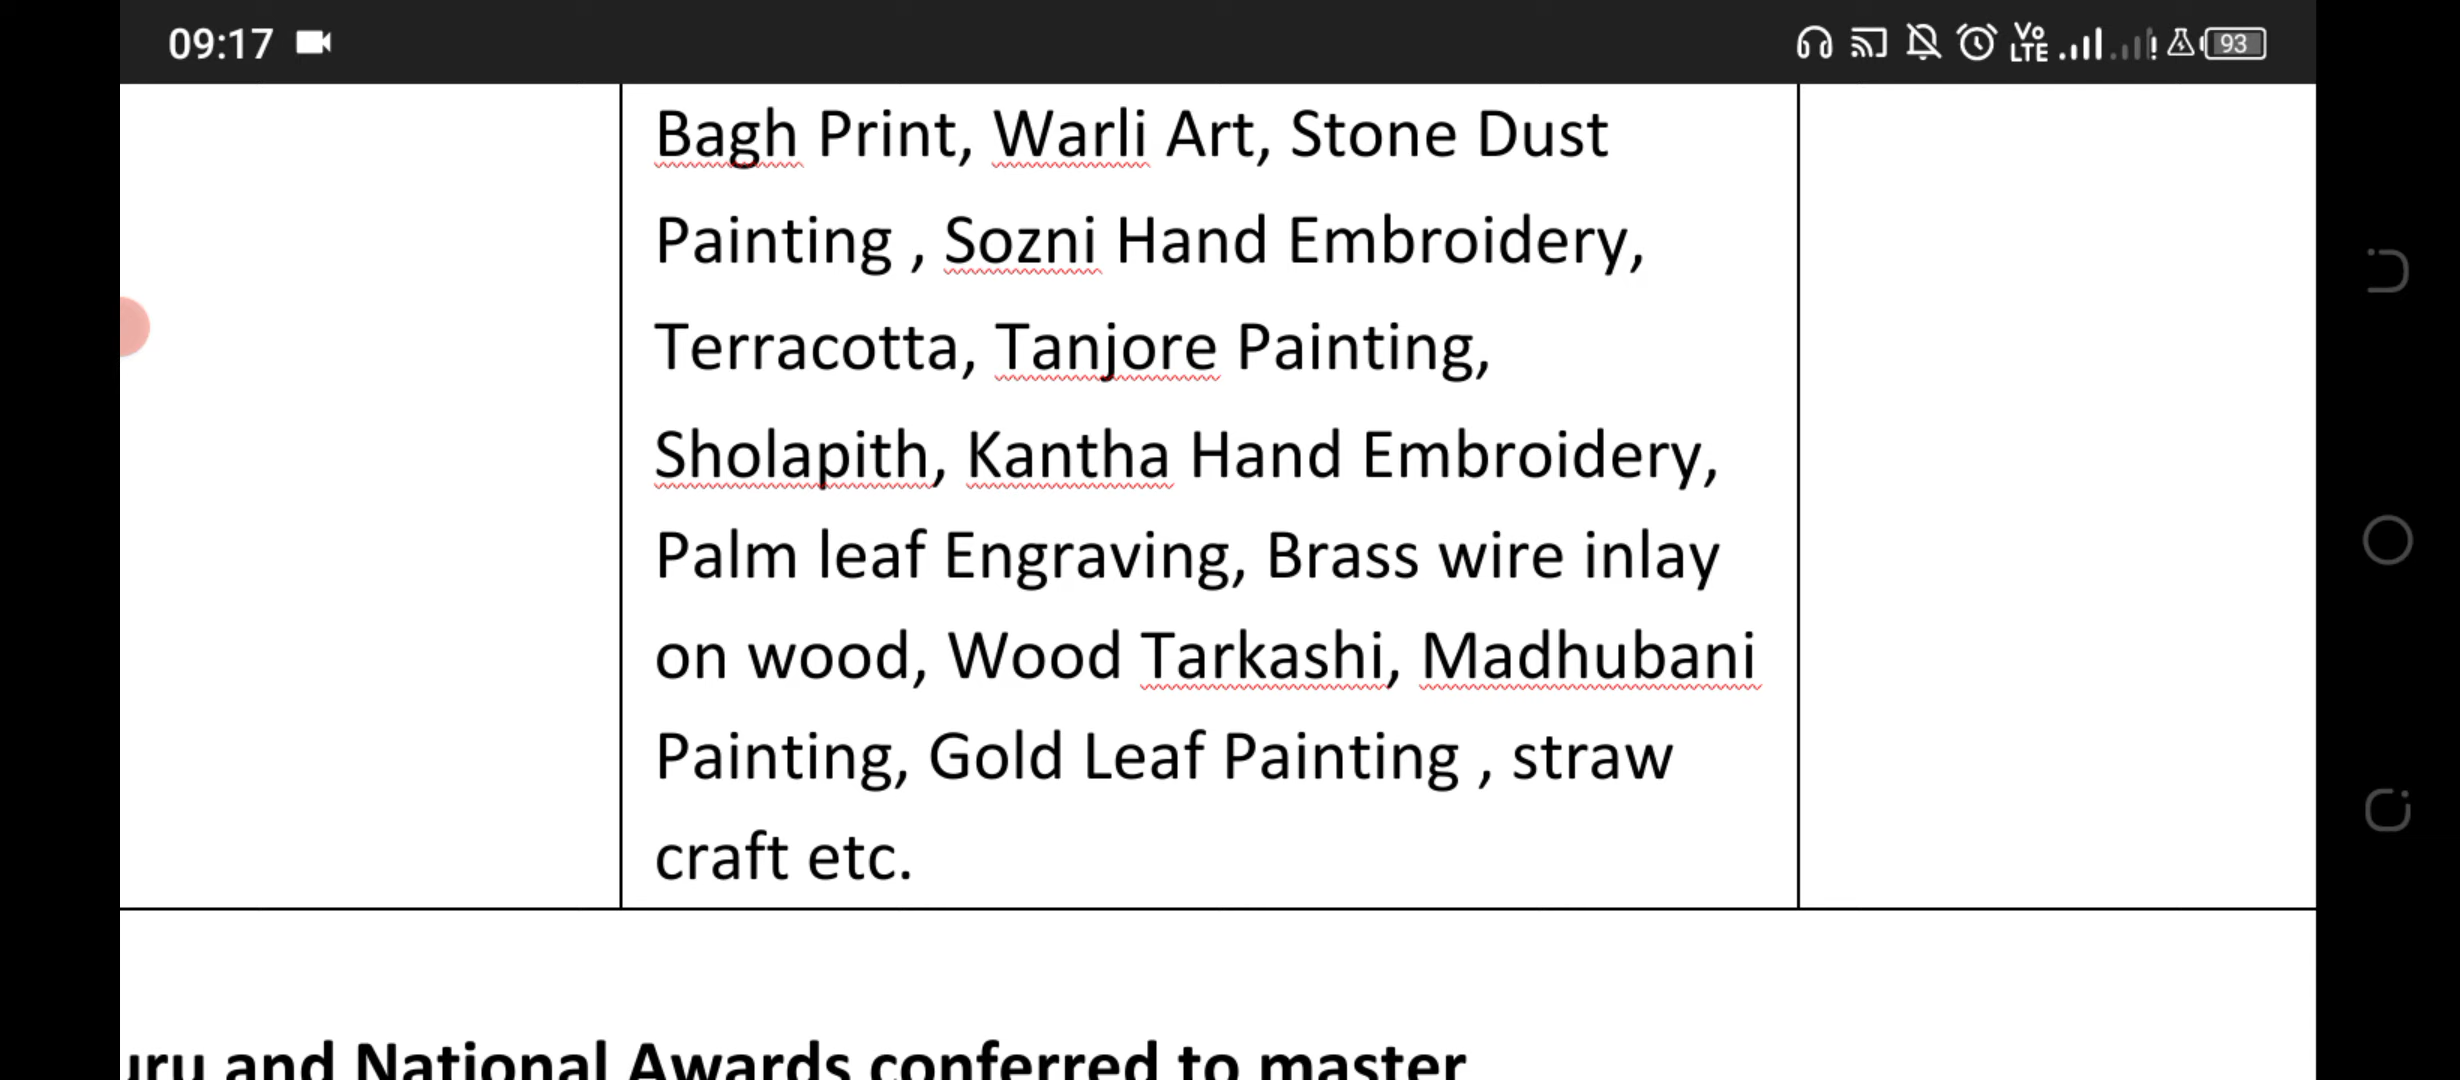 09:17
Vo
LTE
93
Bagh Print, Warli Art, Stone Dust
Painting , Sozni Hand Embroidery,
Terracotta, Tanjore Painting,
Sholapith, Kantha Hand Embroidery,
Palm leaf Engraving, Brass wire inlay
on wood, Wood Tarkashi, Madhubani
Painting, Gold Leaf Painting , straw
craft etc.
uru and National Awards conferred to master